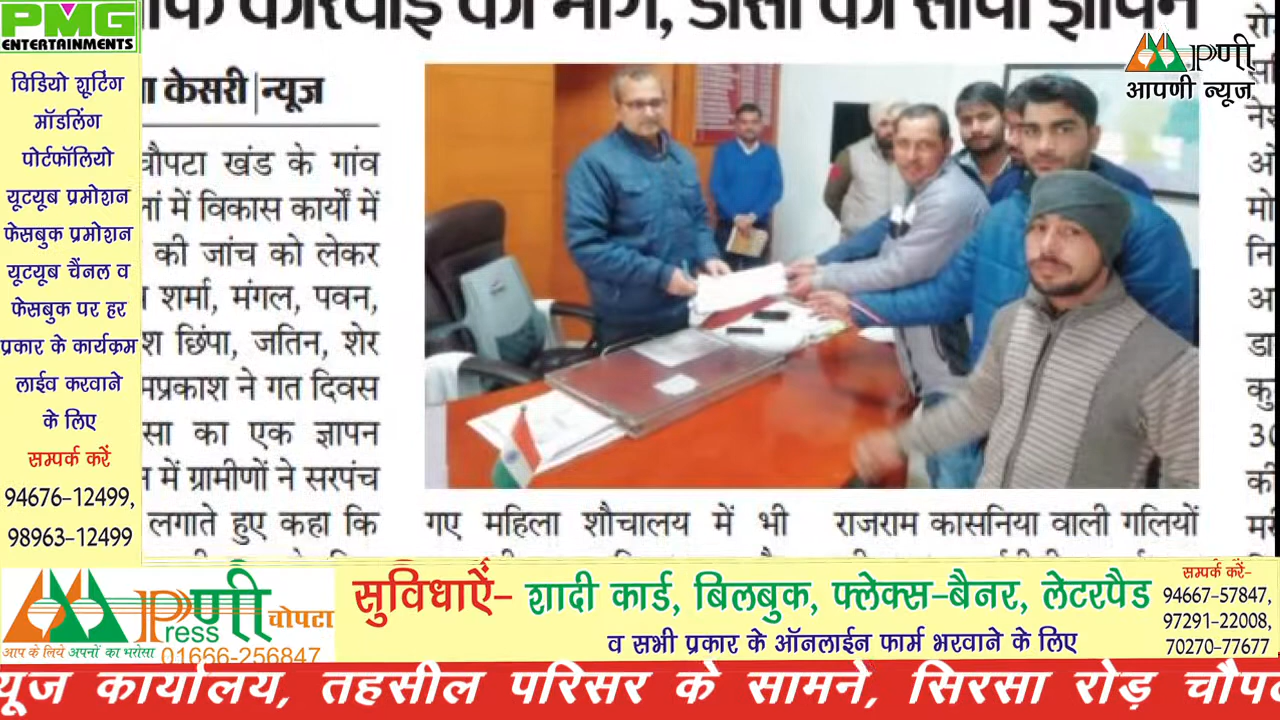 PMG
ENTERTAINMENTS
विडियो शूटिंग
मॉडलिंग
पोर्टफॉलियो
यूटयूब प्रमोशन
फेसबुक प्रमोशन
यूटयूब चैंनल व
फेसबुक पर हर
प्रकार के कार्यक्रम
लाईव करवाने
के लिए
सम्पर्क करें
94676-12499,
98963-12499
कार्रवाई की मांग, डीसी को सौंपा ज्ञापन
केसरी|न्यूज
चौपटा खंड के गांव
में विकास कार्यों में
की जांच को लेकर
शर्मा, मंगल, पवन,
छिंपा, जतिन, शेर
ने गत दिवस
का एक ज्ञापन
में ग्रामीणों ने सरपंच
लगाते हुए कहा कि
गए महिला शौचालय में भी
राजराम कासनिया वाली गलियों
Pणी
आपणी न्यूज
Pणी चोपटा
Press
आप के लिये अपनों का भरोसा
01666-256847
सुविधाऐं- शादी कार्ड, बिलबुक, फ्लेक्स-बैनर, लेटरपैड
व सभी प्रकार के ऑनलाईन फार्म भरवाने के लिए
सम्पर्क करें-
94667-57847,
97291-22008,
70270-77677
यूज कार्यालय, तहसील परिसर के सामने, सिरसा रोड़